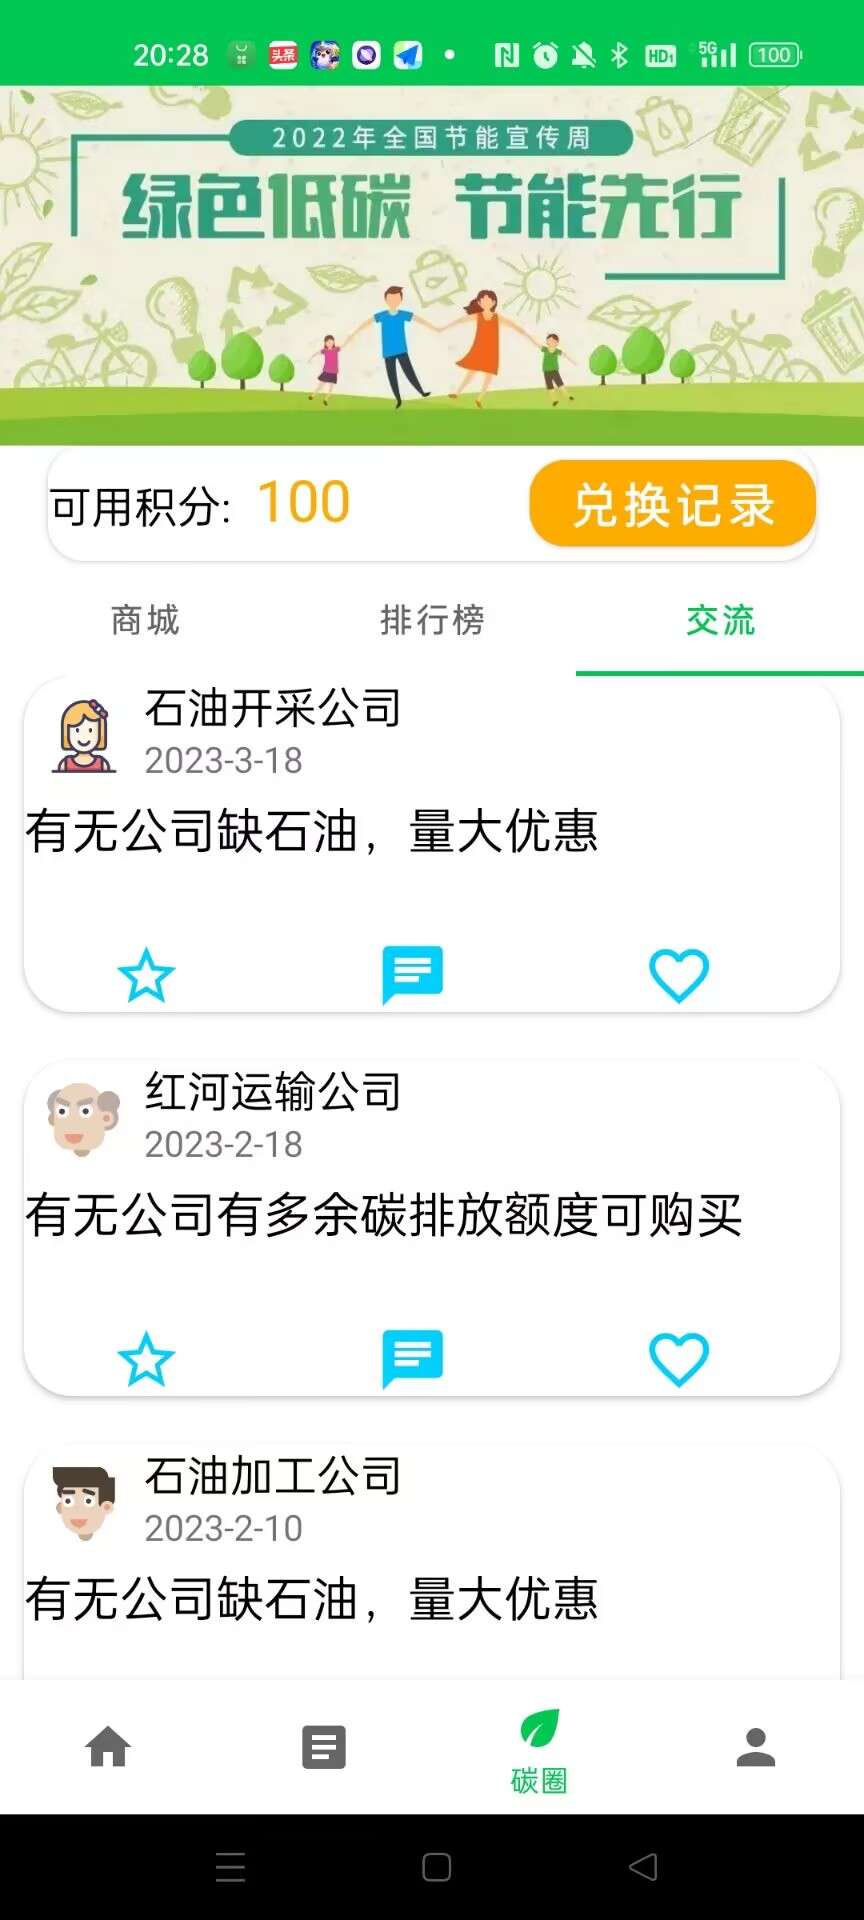 20:28
头条
HD1
5G
100
2022年全国节能宣传周
绿色低碳 节能先行
可用积分: 100
兑换记录
商城
排行榜
交流
石油开采公司
2023-3-18
有无公司缺石油，量大优惠
红河运输公司
2023-2-18
有无公司有多余碳排放额度可购买
石油加工公司
2023-2-10
有无公司缺石油，量大优惠
碳圈